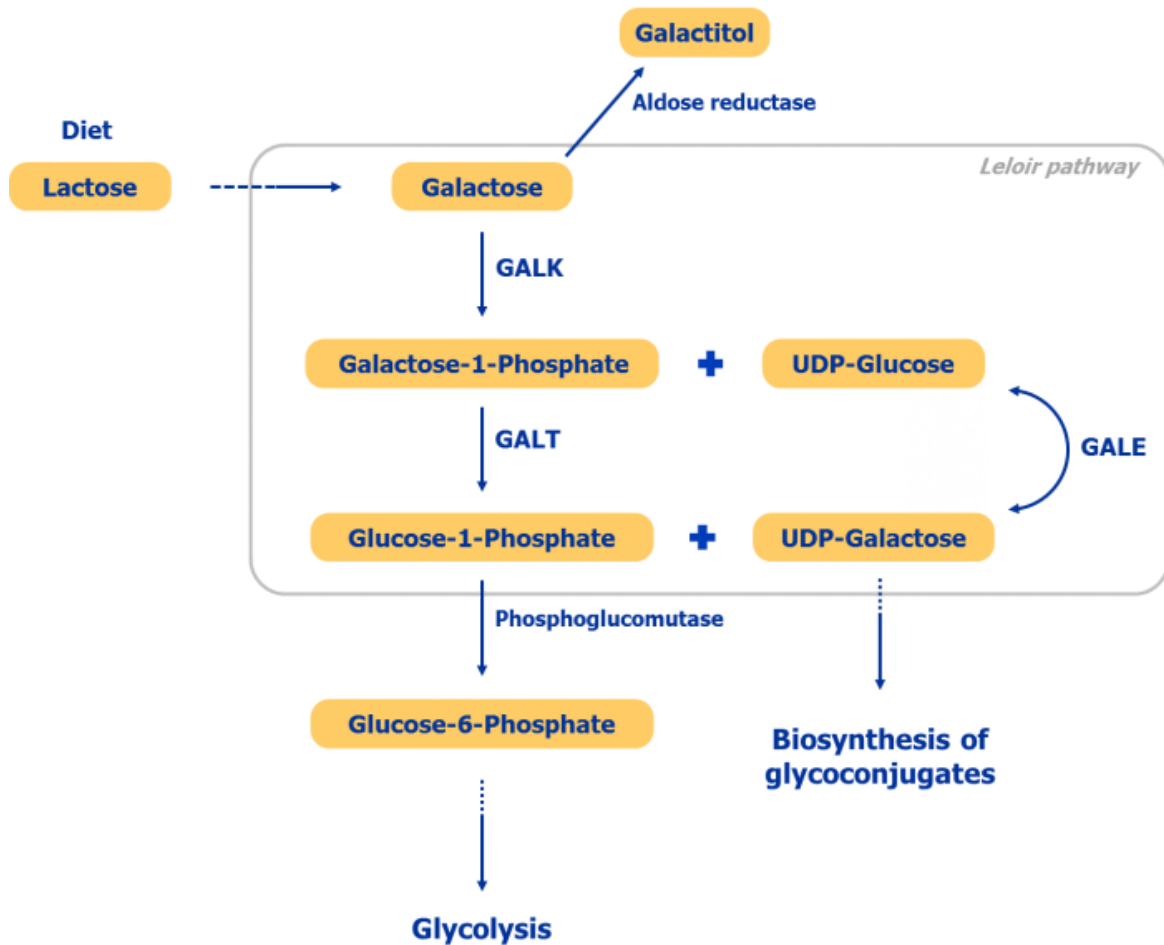 Galactitol
Aldose reductase
Diet
Leloir pathway
Lactose
Galactose
GALK
Galactose-1-Phosphate
UDP-Glucose
GALT
GALE
Glucose-1-Phosphate
UDP-Galactose
Phosphoglucomutase
Glucose-6-Phosphate
Biosynthesis of
glycoconjugates
Glycolysis